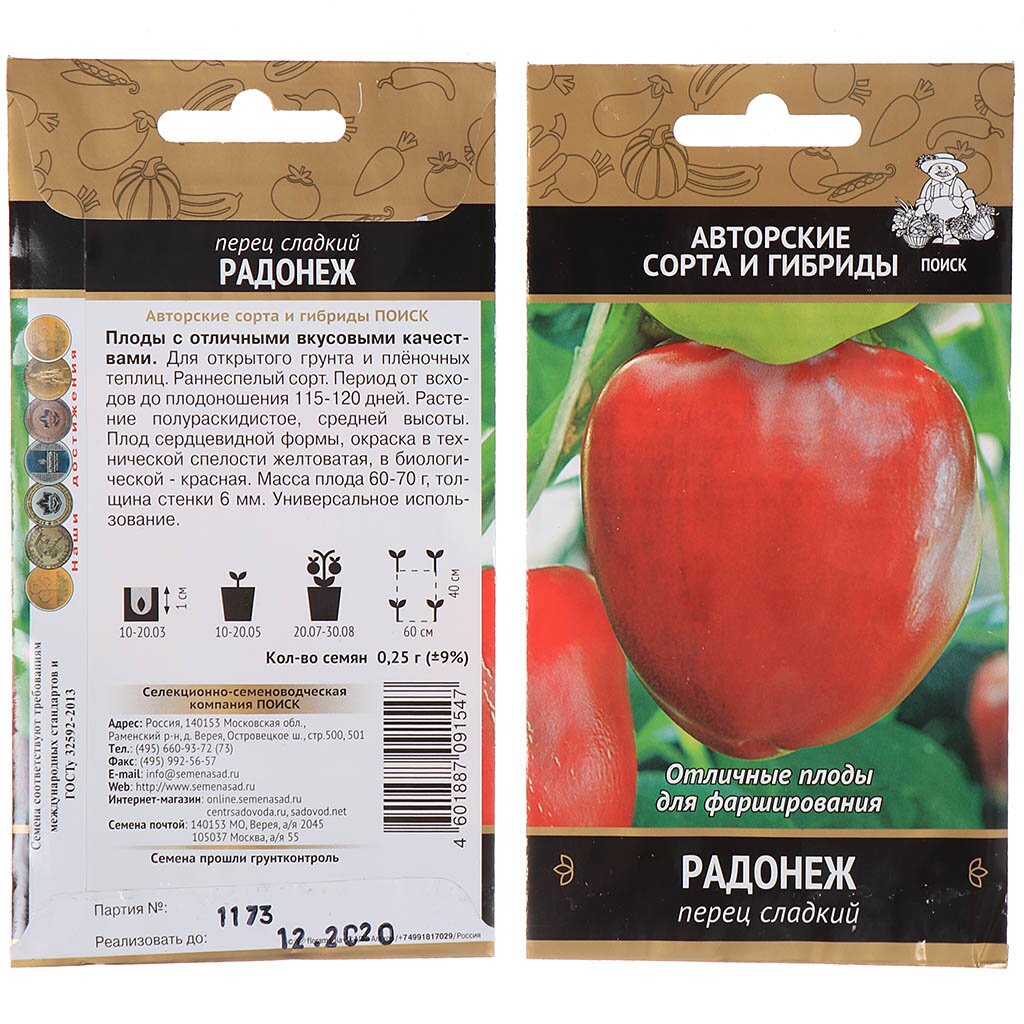 перец сладкий
РАДОНЕЖ
Авторские сорта и гибриды ПОИСК
Плоды с отличными вкусовыми качест-
вами. Для открытого грунта и плёночных
теплиц. Раннеспелый сорт. Период от всхо-
дов до плодоношения 115-120 дней. Расте-
ние полураскидистое, средней высоты.
Плод сердцевидной формы, окраска в тех-
нической спелости желтоватая, в биологи-
ческой - красная. Масса плода 60-70 г, тол-
щина стенки 6 мм. Универсальное исполь-
зование.
наши достижения
1 см
40 см
10-20.03
10-20.05
20.07-30.08
60 см
Кол-во семян 0,25 г (±9%)
Селекционно-семеноводческая
компания ПОИСК
Адрес: Россия, 140153 Московская обл.,
Раменский р-н, д. Верея, Островецкое ш., стр.500, 501
Тел.: (495) 660-93-72 (73)
Факс: (495) 992-56-57
E-mail: info@semenasad.ru
Web: http://www.semenasad.ru
Интернет-магазин: online.semenasad.ru
centrsadovoda.ru, sadovod.net
Семена почтой: 140153 МО, Верея, а/я 2045
105037 Москва, а/я 55
Семена прошли грунтконтроль
4 601887 091547
Семена соответствуют требованиям
международных стандартов и
ГОСТу 32592-2013
Партия №: 1173
Реализовать до: 12 2020
/+74991817029/Россия
АВТОРСКИЕ
СОРТА И ГИБРИДЫ
ПОИСК
Отличные плоды
для фарширования
РАДОНЕЖ
перец сладкий